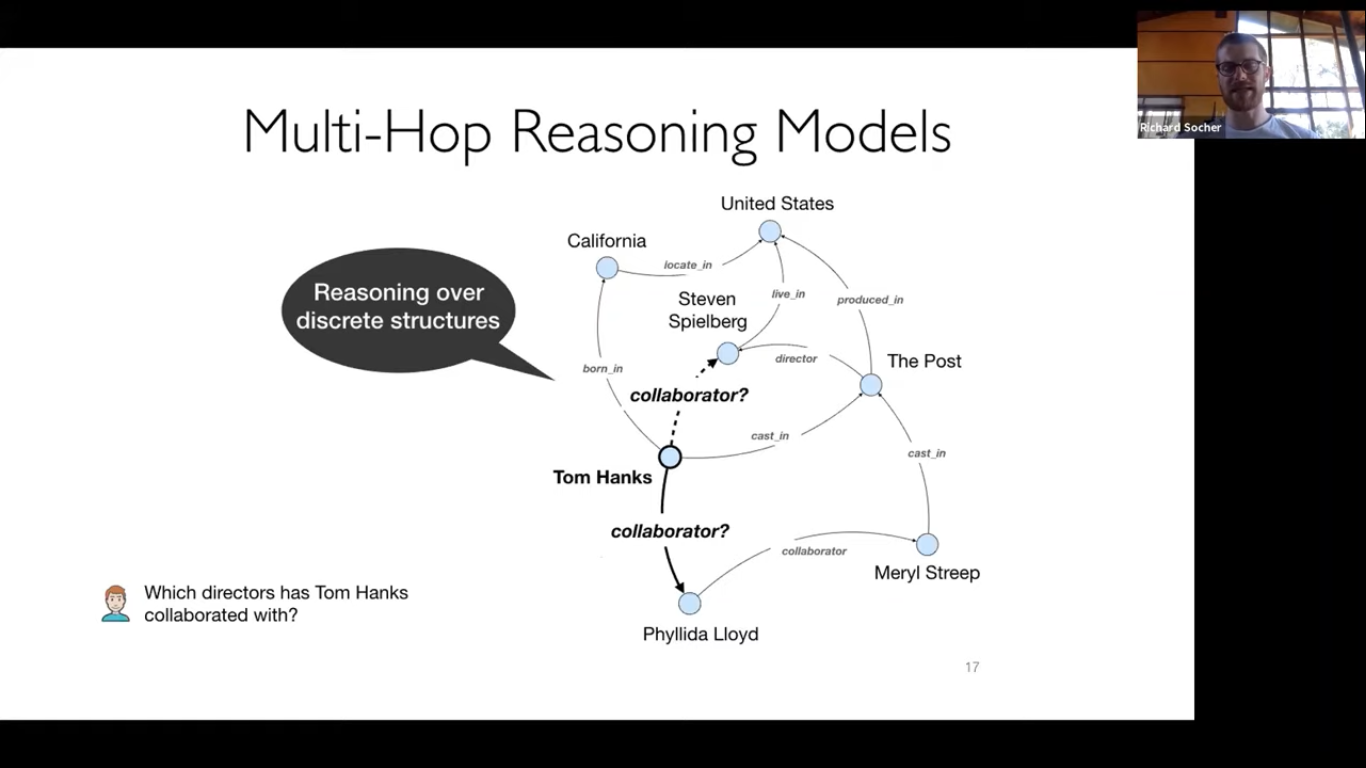 Richard Socher
Multi-Hop Reasoning Models
United States
California
locate_in
Reasoning over
discrete structures
Steven
Spielberg
live_in
produced_in
director
The Post
born_in
collaborator?
cast_in
cast_in
Tom Hanks
collaborator?
collaborator
Meryl Streep
Which directors has Tom Hanks
collaborated with?
Phyllida Lloyd
17